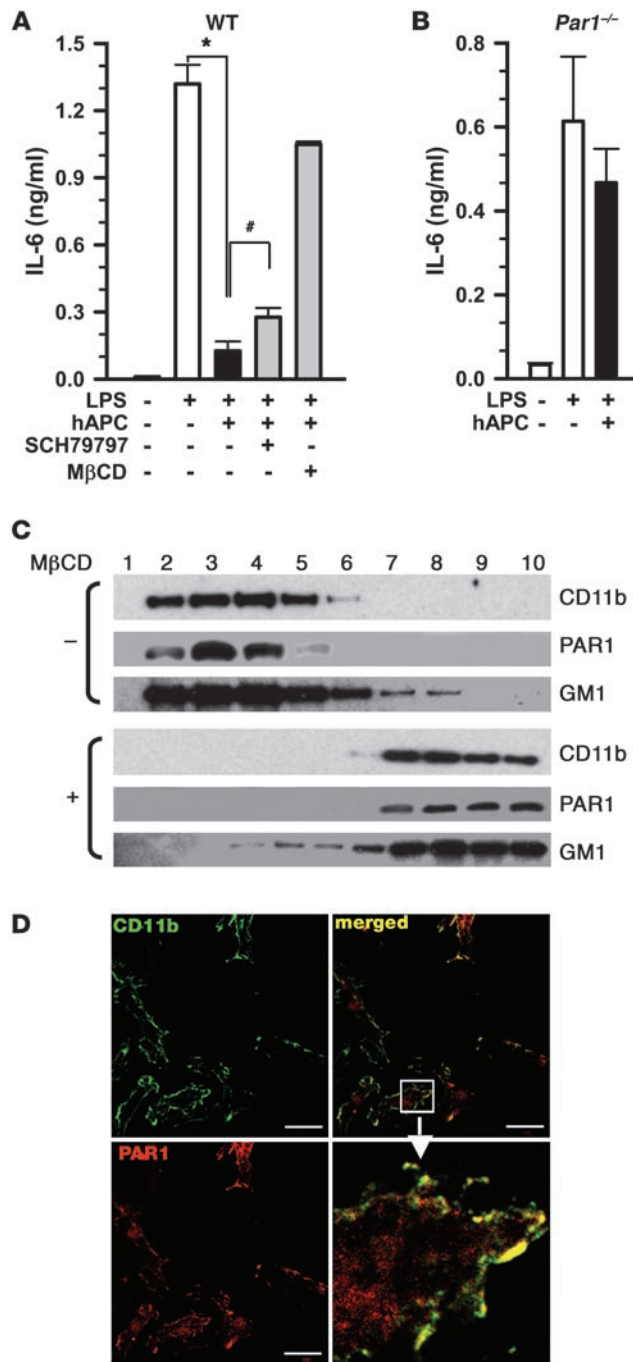 A
WT
1.5
1.2
0.9
0.6
0.3
0.0
IL-6 (ng/ml)
*
#
LPS - + + + +
hAPC - - + + +
SCH79797 - - - + -
MβCD - - - - +
B
Par1–/–
0.8
0.6
0.4
0.2
0.0
IL-6 (ng/ml)
LPS - + +
hAPC - - +
C
MβCD 1 2 3 4 5 6 7 8 9 10
–
CD11b
PAR1
GM1
+
CD11b
PAR1
GM1
D
CD11b
merged
PAR1